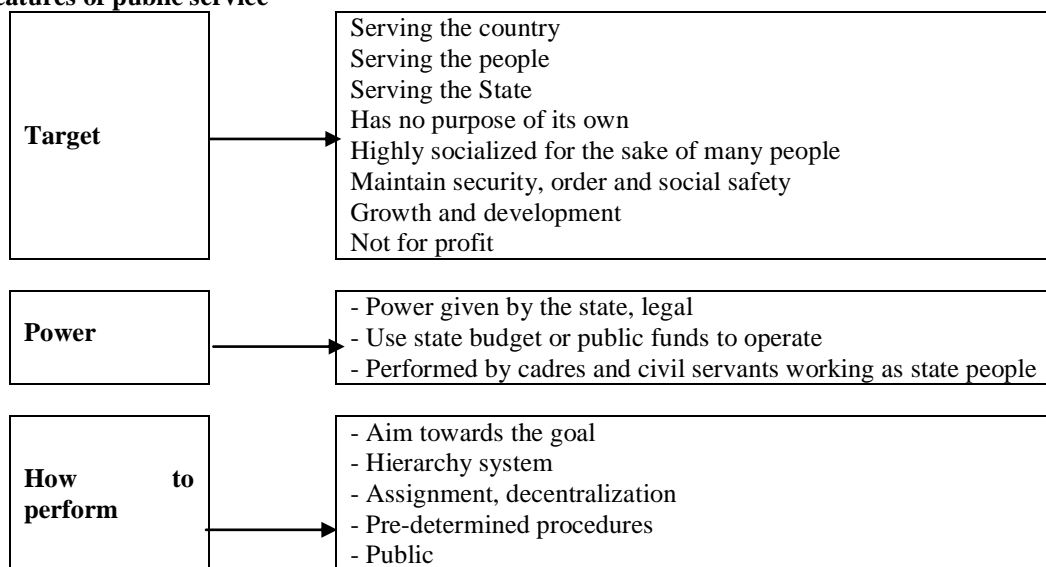 features of public service
Target
Serving the country
Serving the people
Serving the State
Has no purpose of its own
Highly socialized for the sake of many people
Maintain security, order and social safety
Growth and development
Not for profit
Power
- Power given by the state, legal
- Use state budget or public funds to operate
- Performed by cadres and civil servants working as state people
How to
perform
- Aim towards the goal
- Hierarchy system
- Assignment, decentralization
- Pre-determined procedures
- Public